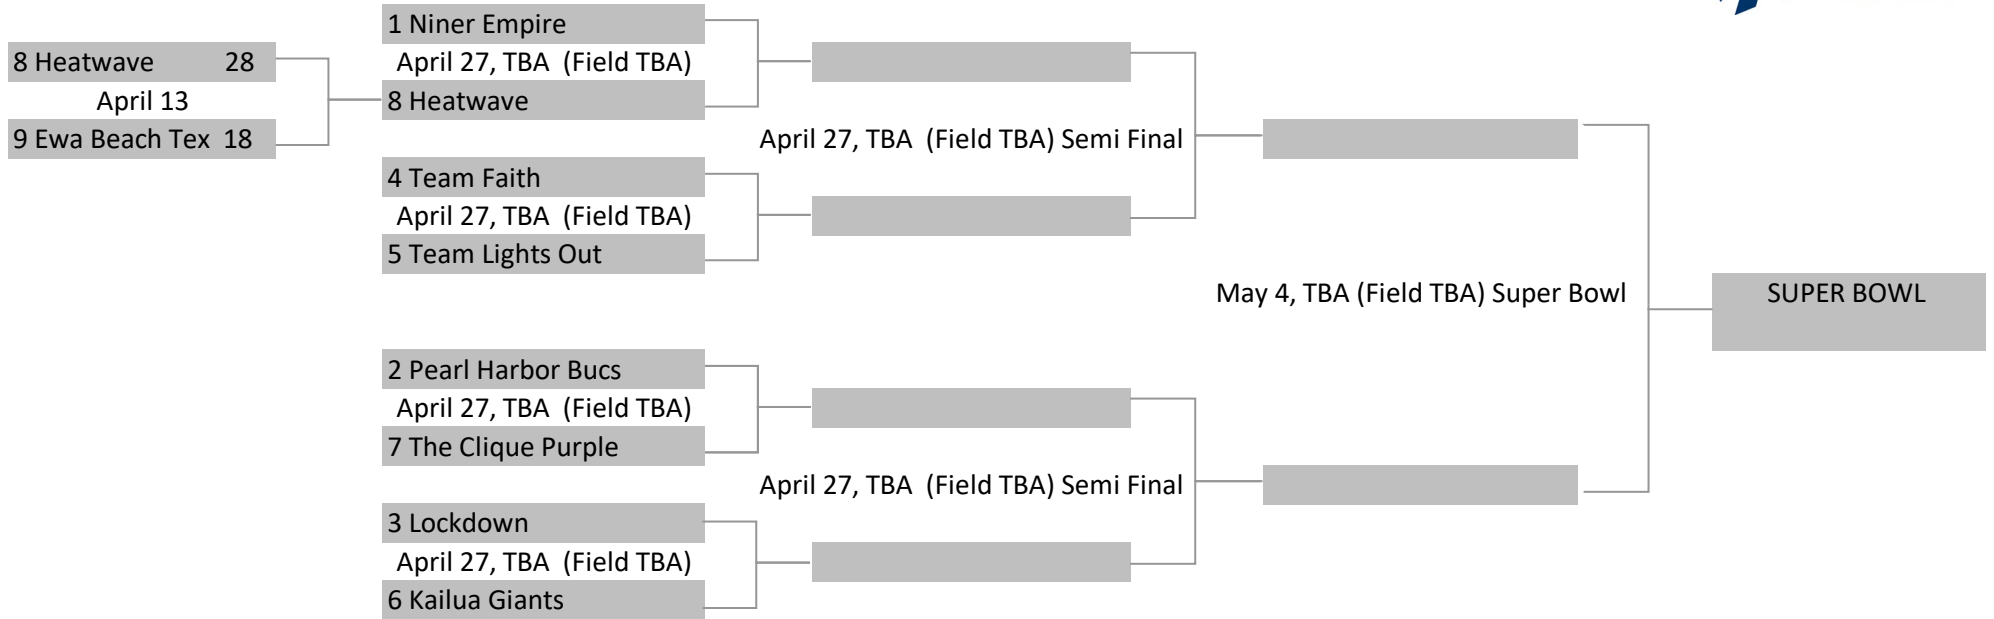 8 Heatwave 28
April 13
9 Ewa Beach Tex 18
1 Niner Empire
April 27, TBA (Field TBA)
8 Heatwave
4 Team Faith
April 27, TBA (Field TBA)
5 Team Lights Out
2 Pearl Harbor Bucs
April 27, TBA (Field TBA)
7 The Clique Purple
3 Lockdown
April 27, TBA (Field TBA)
6 Kailua Giants
April 27, TBA (Field TBA) Semi Final
April 27, TBA (Field TBA) Semi Final
May 4, TBA (Field TBA) Super Bowl
SUPER BOWL